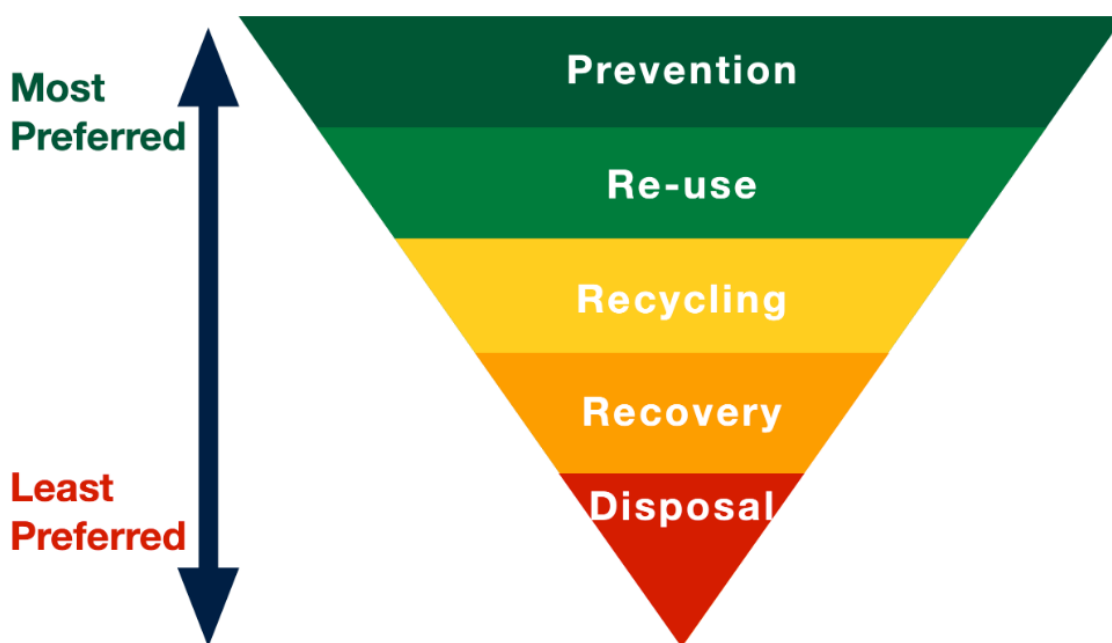 Most
Preferred
Prevention
Re-use
Recycling
Recovery
Disposal
Least
Preferred